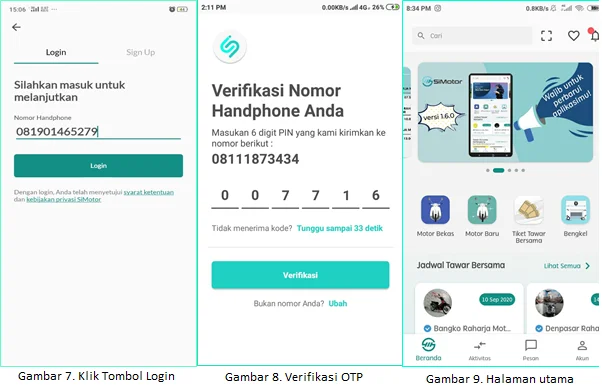 15:06
Login
Sign Up
Silahkan masuk untuk
melanjutkan
Nomor Handphone
081901465279
Login
Dengan login, Anda telah menyetujui syarat ketentuan
dan kebijakan privasi SiMotor
Gambar 7. Klik Tombol Login
2:11 PM
0.00KB/s 4G 26%
Verifikasi Nomor
Handphone Anda
Masukan 6 digit PIN yang kami kirimkan ke
nomor berikut :
08111873434
0 0 7 7 1 6
Tidak menerima kode? Tunggu sampai 33 detik
Verifikasi
Bukan nomor Anda? Ubah
Gambar 8. Verifikasi OTP
8:34 PM
0.8KB/s
Cari
SiMotor
versi 1.6.0
Wajib untuk
perbarui
aplikasimu!
Motor Bekas
Motor Baru
Tiket Tawar
Bersama
Bengkel
Jadwal Tawar Bersama
Lihat Semua
10 Sep 2020
14
Bangko Raharja Mot...
Denpasar Raha
Beranda
Aktivitas
Pesan
Akun
Gambar 9. Halaman utama